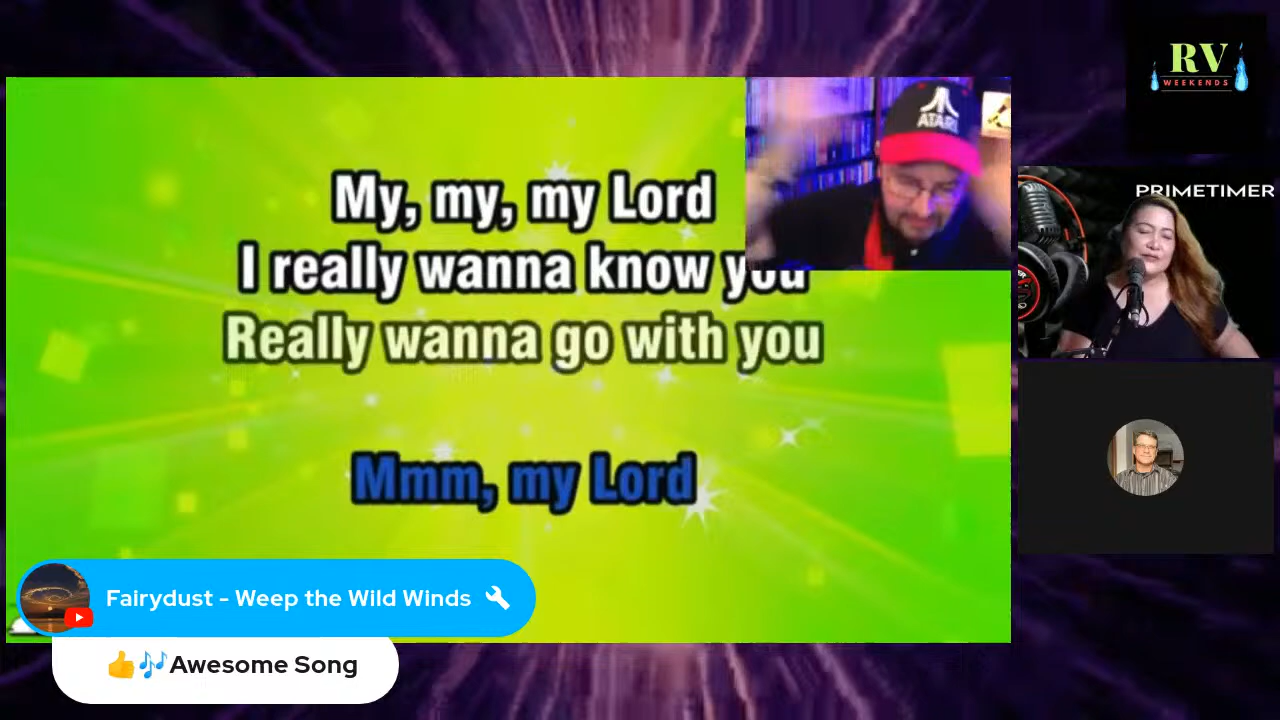 RV
WEEKENDS
ATARI
My, my, my Lord
I really wanna know you
Really wanna go with you
Mmm, my Lord
PRIMETIMER
Fairydust - Weep the Wild Winds
👍🎶Awesome Song